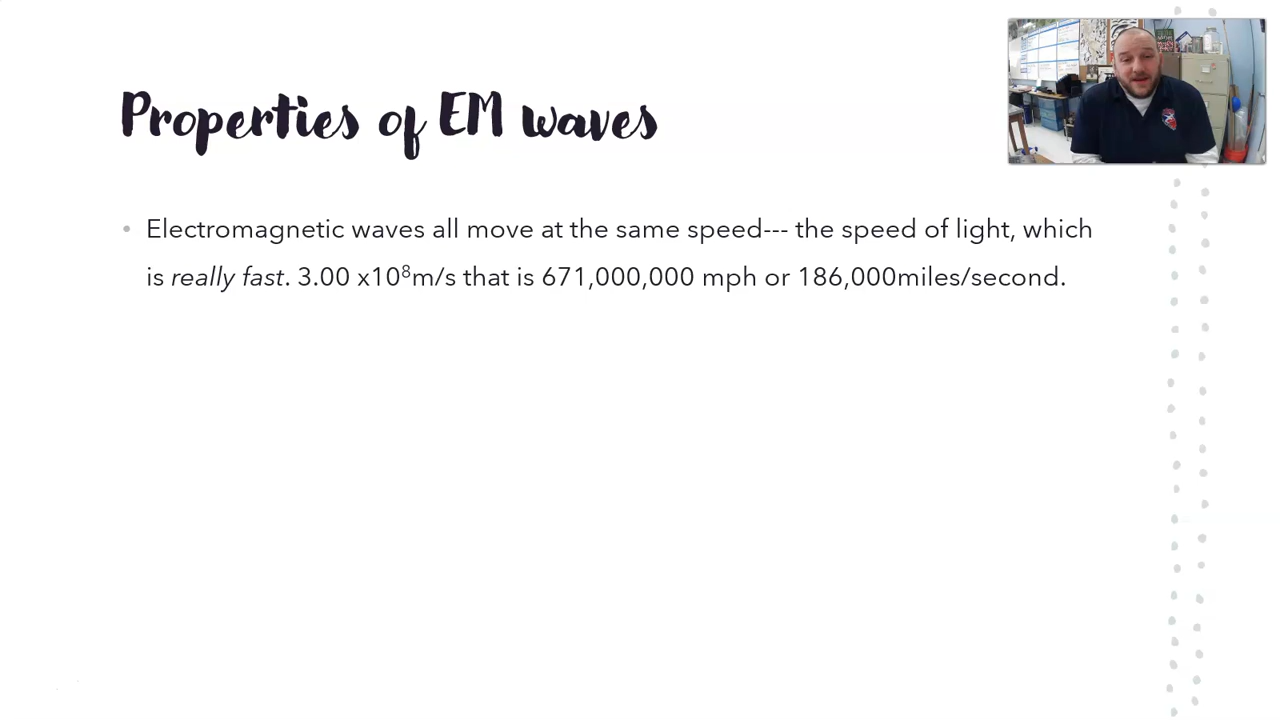 Properties of EM waves
• Electromagnetic waves all move at the same speed--- the speed of light, which
is really fast. 3.00 x10⁸m/s that is 671,000,000 mph or 186,000miles/second.